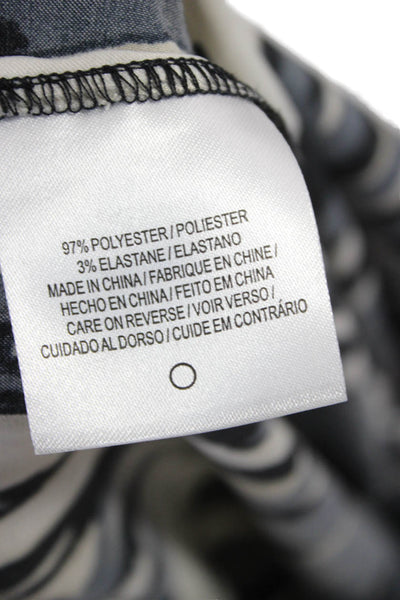 97% POLYESTER / POLIESTER
3% ELASTANE / ELASTANO
MADE IN CHINA / FABRIQUE EN CHINE /
HECHO EN CHINA / FEITO EM CHINA
CARE ON REVERSE / VOIR VERSO /
CUIDADO AL DORSO / CUIDE EM CONTRÁRIO